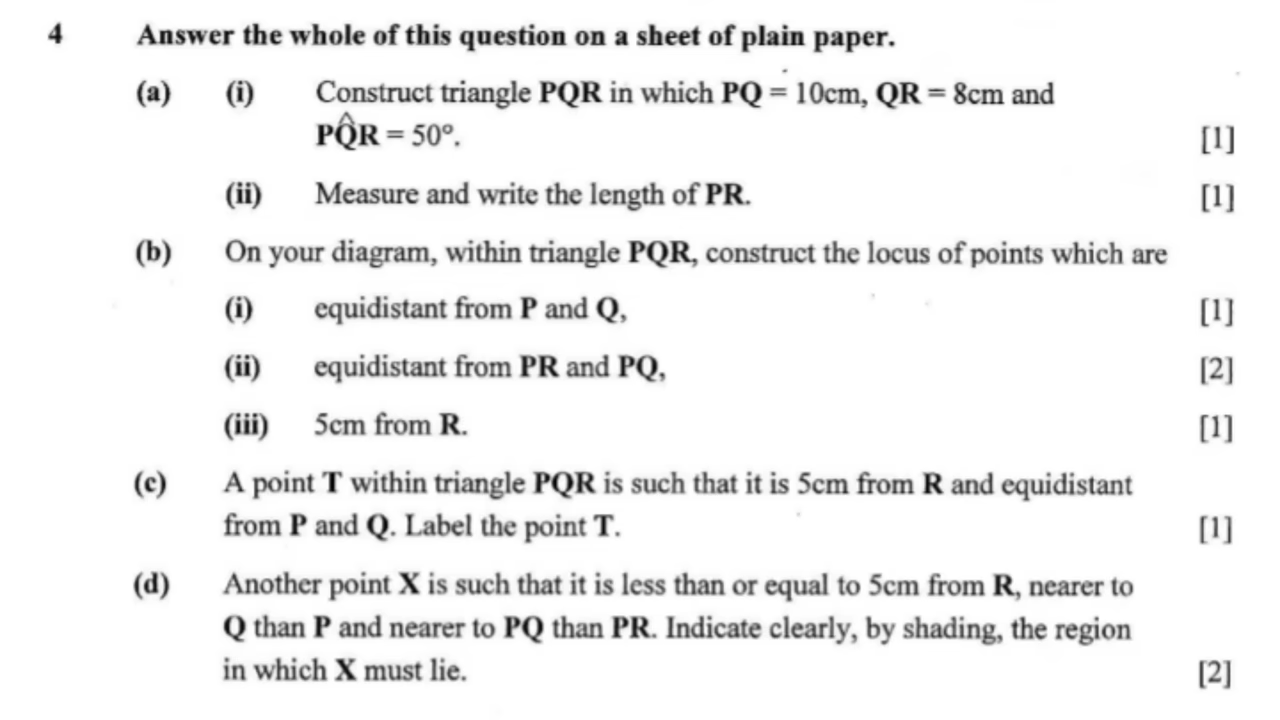 4 Answer the whole of this question on a sheet of plain paper.
(a) (i) Construct triangle PQR in which PQ = 10cm, QR = 8cm and
PQ̂R = 50°. [1]
(ii) Measure and write the length of PR. [1]
(b) On your diagram, within triangle PQR, construct the locus of points which are
(i) equidistant from P and Q, [1]
(ii) equidistant from PR and PQ, [2]
(iii) 5cm from R. [1]
(c) A point T within triangle PQR is such that it is 5cm from R and equidistant
from P and Q. Label the point T. [1]
(d) Another point X is such that it is less than or equal to 5cm from R, nearer to
Q than P and nearer to PQ than PR. Indicate clearly, by shading, the region
in which X must lie. [2]